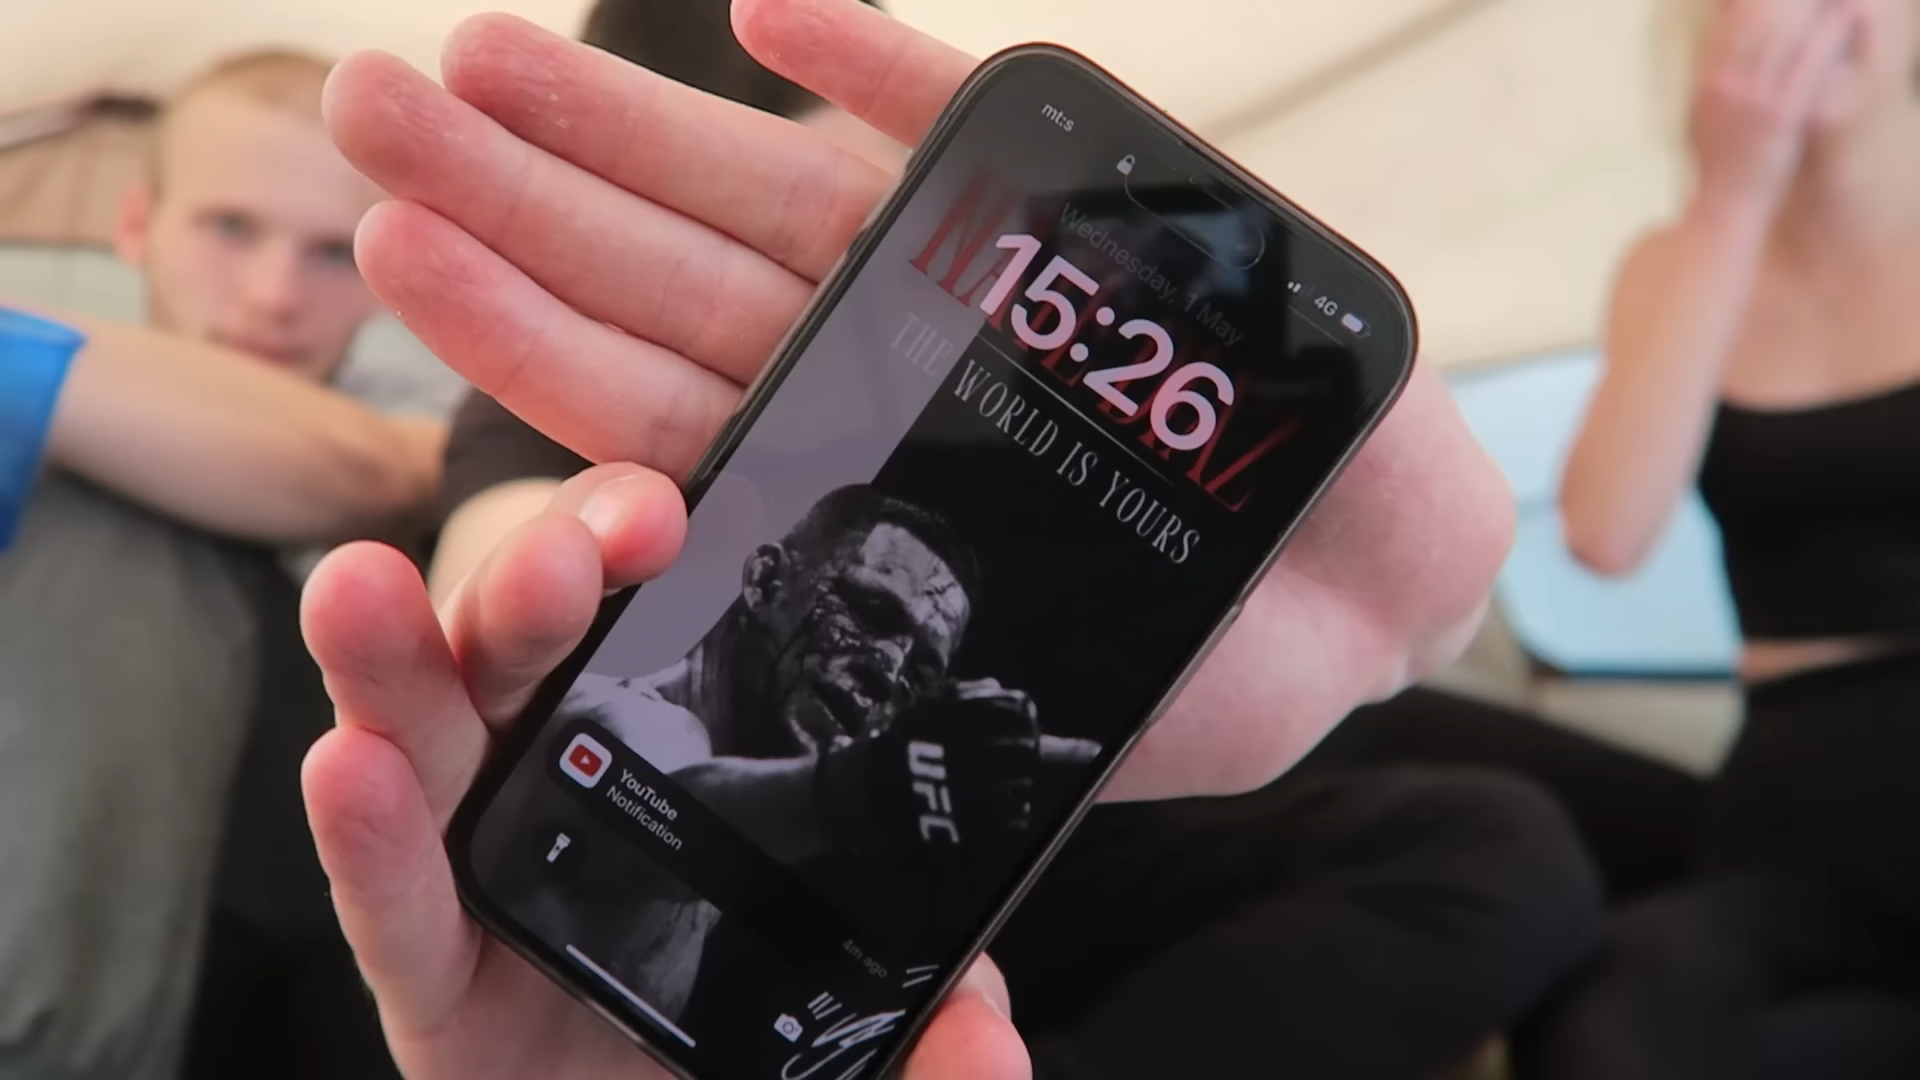 mt:s
4G
Wednesday, 1 May
15:26
THE WORLD IS YOURS
UFC
YouTube
Notification
4m ago